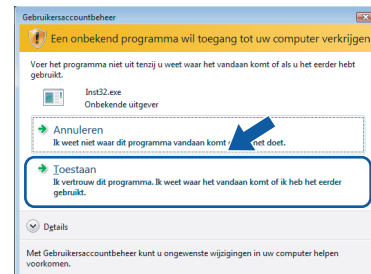 Gebruikersaccountbeheer
Een onbekend programma wil toegang tot uw computer verkrijgen
Voer het programma niet uit tenzij u weet waar het vandaan komt of als u het eerder hebt
gebruikt.
Inst32.exe
Onbekende uitgever
Annuleren
Ik weet niet waar dit programma vandaan komt of het doet.
Toestaan
Ik vertrouw dit programma. Ik weet waar het vandaan komt of ik heb het eerder
gebruikt.
Details
Met Gebruikersaccountbeheer kunt u ongewenste wijzigingen in uw computer helpen
voorkomen.